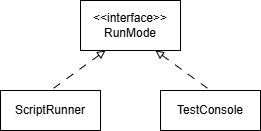 <<interface>>
RunMode
ScriptRunner
TestConsole